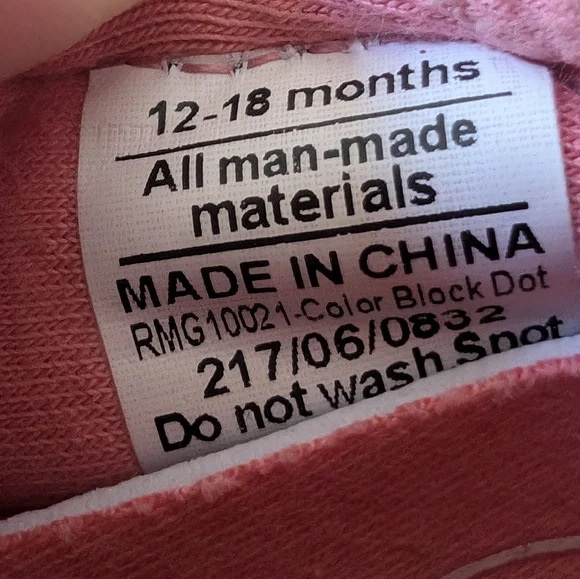 12-18 months
All man-made
materials
MADE IN CHINA
RMG10021-Color Block Dot
217/06/0832
Do not wash Spot